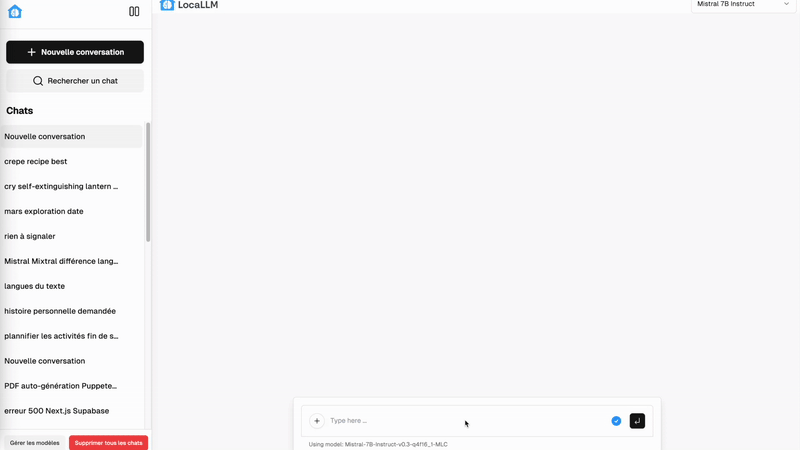 LocaLLM
Mistral 7B Instruct
Nouvelle conversation
Rechercher un chat
Chats
Nouvelle conversation
crepe recipe best
cry self-extinguishing lantern ...
mars exploration date
rien à signaler
Mistral Mixtral différence lang...
langues du texte
histoire personnelle demandée
plannifier les activités fin de s...
Nouvelle conversation
PDF auto-génération Puppete...
erreur 500 Next.js Supabase
Gérer les modèles
Supprimer tous les chats
Type here ...
Using model: Mistral-7B-Instruct-v0.3-q4f16_1-MLC